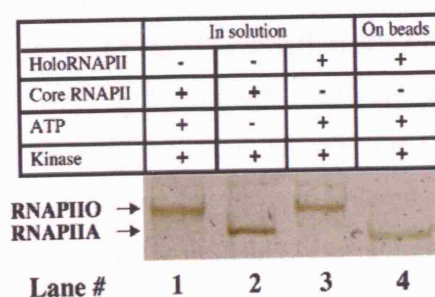 In solution On beads
HoloRNAPII - - + +
Core RNAPII + + - -
ATP + - + +
Kinase + + + +
RNAPIIO →
RNAPIIA →
Lane # 1 2 3 4